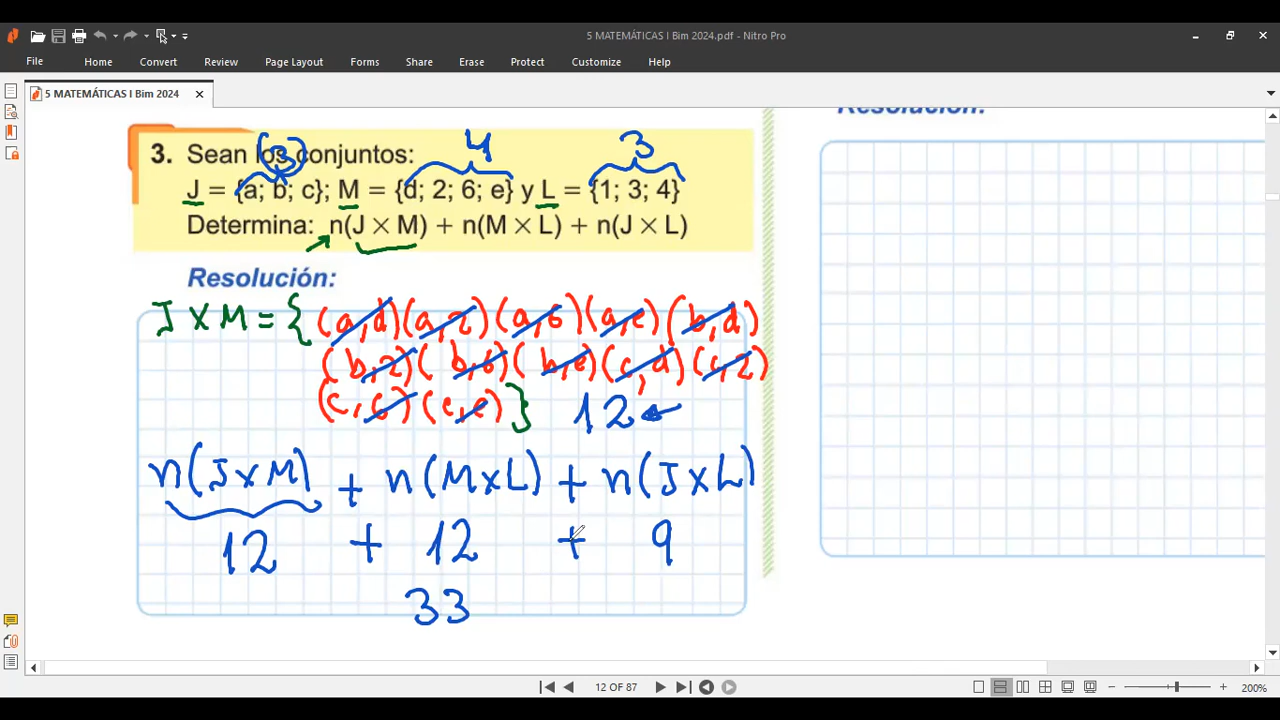 5 MATEMÁTICAS I Bim 2024.pdf - Nitro Pro
File Home Convert Review Page Layout Forms Share Erase Protect Customize Help
5 MATEMÁTICAS I Bim 2024
Resolución:
(3) 4 3
3. Sean los conjuntos:
J = {a; b; c}; M = {d; 2; 6; e} y L = {1; 3; 4}
Determina: n(J × M) + n(M × L) + n(J × L)
Resolución:
J X M = { (a,d) (a,2) (a,6) (a,e) (b,d)
(b,2) (b,6) (b,e) (c,d) (c,2)
(c,6) (c,e) } 12
n(J×M) + n(M×L) + n(J×L)
12 + 12 + 9
33
12 OF 87
200%